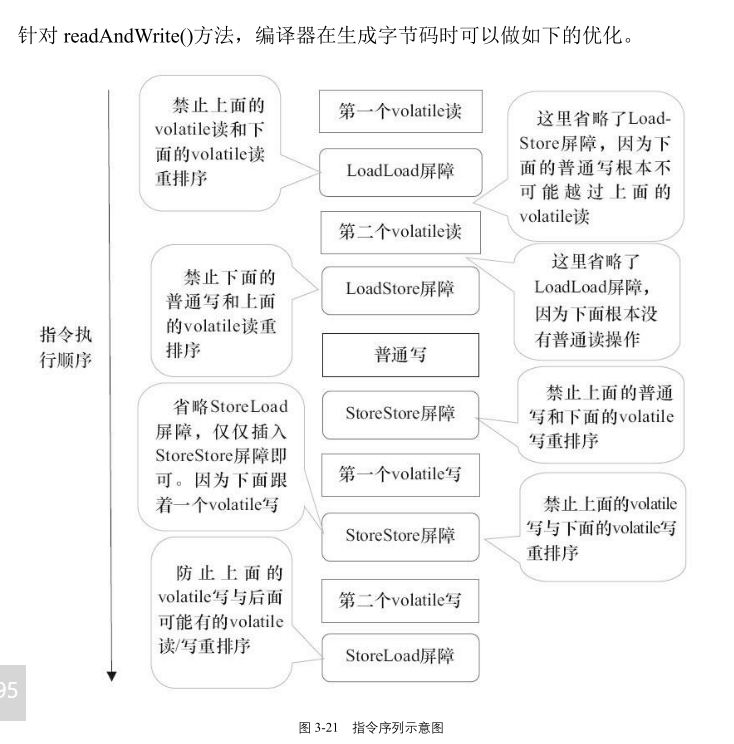 针对 readAndWrite()方法，编译器在生成字节码时可以做如下的优化。
禁止上面的
volatile读和下
面的volatile读
重排序
第一个volatile读
这里省略了Load-
Store屏障，因为下
面的普通写根本不
可能越过上面的
volatile读
LoadLoad屏障
第二个volatile读
这里省略了
LoadLoad屏障，
因为下面根本没
有普通读操作
禁止下面的
普通写和上面
的volatile读重
排序
LoadStore屏障
指令执
行顺序
普通写
禁止上面的普通
写和下面的volatile
写重排序
省略StoreLoad
屏障，仅仅插入
StoreStore屏障即
可。因为下面跟
着一个volatile写
StoreStore屏障
第一个volatile写
禁止上面的volatile
写与下面的volatile写
重排序
StoreStore屏障
防止上面的
volatile写与后面
可能有的volatile
读/写重排序
第二个volatile写
StoreLoad屏障
95
图 3-21 指令序列示意图